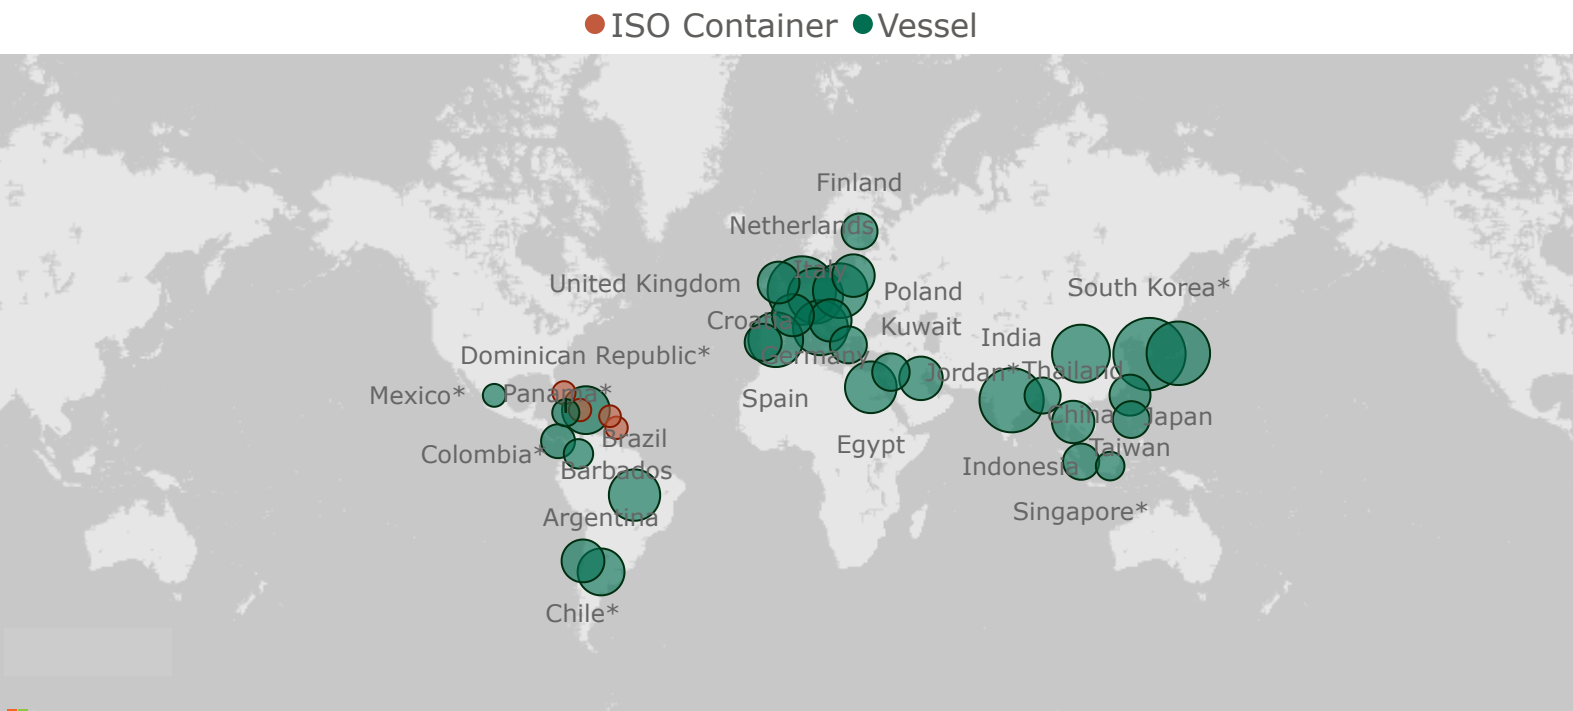 ISO Container Vessel
Finland
Netherlands
Italy
United Kingdom
Poland
South Korea*
Croatia
Kuwait
India
Dominican Republic*
Germany
Jordan*
Thailand
Mexico*
Panama*
Spain
China
Japan
Brazil
Egypt
Taiwan
Colombia*
Barbados
Indonesia
Singapore*
Argentina
Chile*